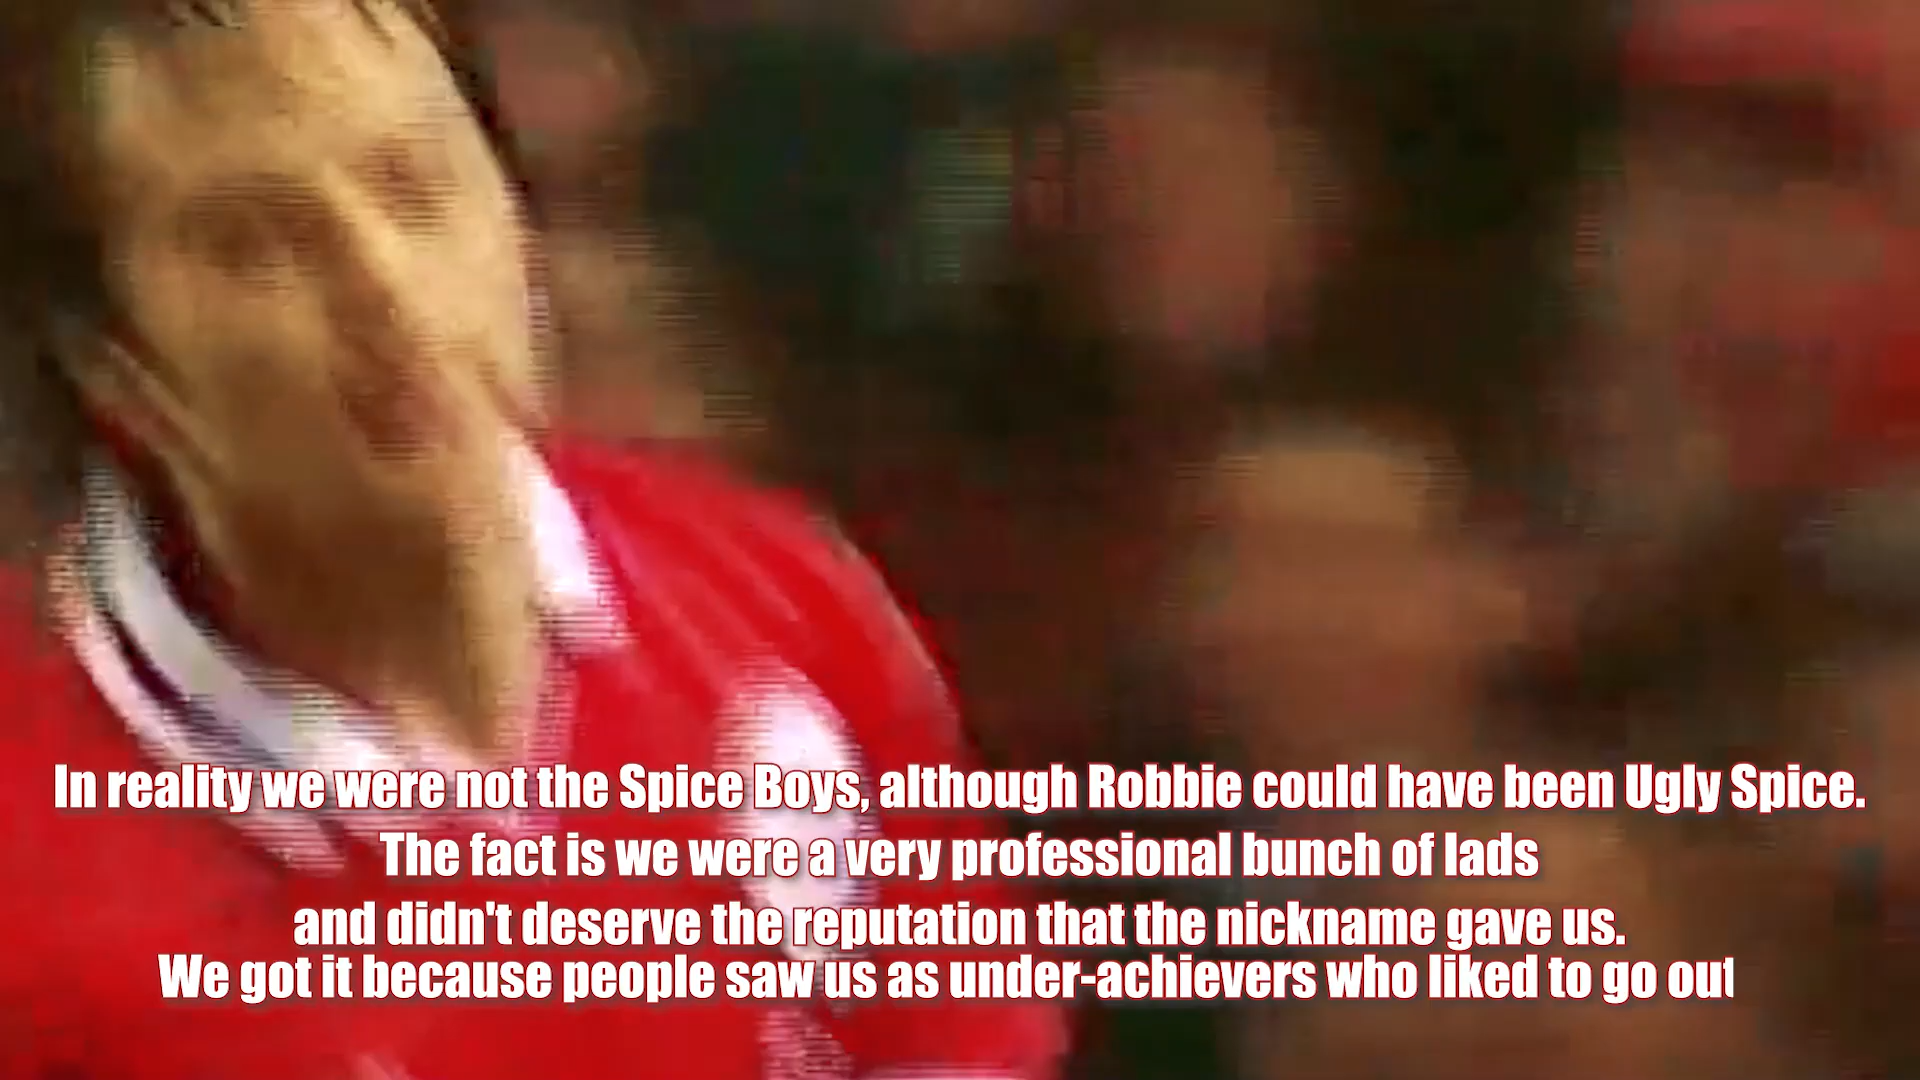 In reality we were not the Spice Boys, although Robbie could have been Ugly Spice.
The fact is we were a very professional bunch of lads
and didn't deserve the reputation that the nickname gave us.
We got it because people saw us as under-achievers who liked to go out